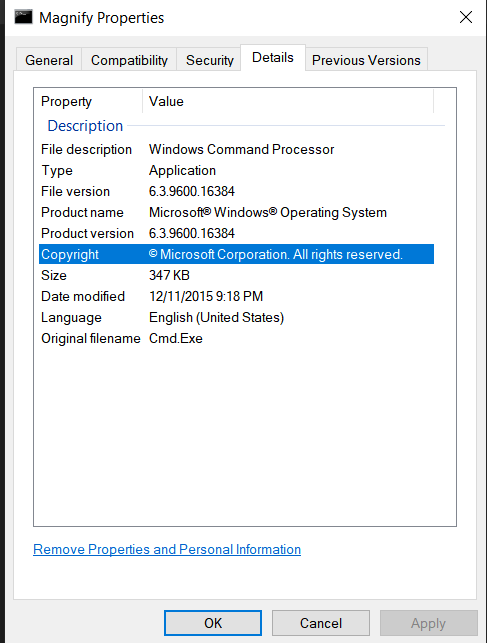 Magnify Properties
General Compatibility Security Details Previous Versions
Property Value
Description
File description Windows Command Processor
Type Application
File version 6.3.9600.16384
Product name Microsoft® Windows® Operating System
Product version 6.3.9600.16384
Copyright © Microsoft Corporation. All rights reserved.
Size 347 KB
Date modified 12/11/2015 9:18 PM
Language English (United States)
Original filename Cmd.Exe
Remove Properties and Personal Information
OK Cancel Apply